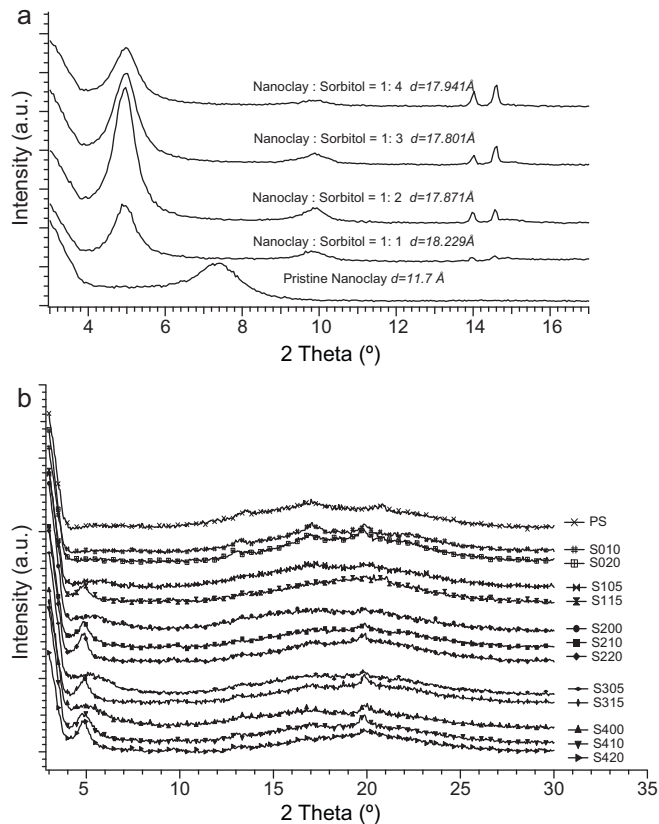 a
Intensity (a.u.)
Nanoclay : Sorbitol = 1: 4 d=17.941Å
Nanoclay : Sorbitol = 1: 3 d=17.801Å
Nanoclay : Sorbitol = 1: 2 d=17.871Å
Nanoclay : Sorbitol = 1: 1 d=18.229Å
Pristine Nanoclay d=11.7 Å
4 6 8 10 12 14 16
2 Theta (º)
b
Intensity (a.u.)
PS
S010
S020
S105
S115
S200
S210
S220
S305
S315
S400
S410
S420
5 10 15 20 25 30 35
2 Theta (º)